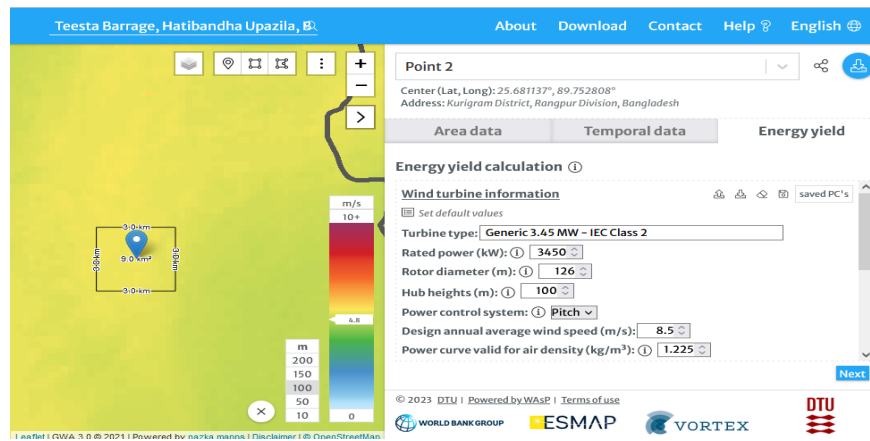 Teesta Barrage, Hatibandha Upazila, B
About Download Contact Help English
+
−
>
3.0 km
3.0 km
9.0 km²
3.0 km
3.0 km
m/s
10+
4.8
0
m
200
150
100
50
10
×
Leaflet | GWA 3.0 © 2021 | Powered by nazka mapps | Disclaimer | © OpenStreetMap
Point 2
Center (Lat, Long): 25.681137°, 89.752808°
Address: Kurigram District, Rangpur Division, Bangladesh
Area data Temporal data Energy yield
Energy yield calculation
Wind turbine information saved PC's
Set default values
Turbine type: Generic 3.45 MW - IEC Class 2
Rated power (kW): 3450
Rotor diameter (m): 126
Hub heights (m): 100
Power control system: Pitch
Design annual average wind speed (m/s): 8.5
Power curve valid for air density (kg/m³): 1.225
Next
© 2023 DTU | Powered by WAsP | Terms of use
WORLD BANK GROUP ESMAP VORTEX DTU